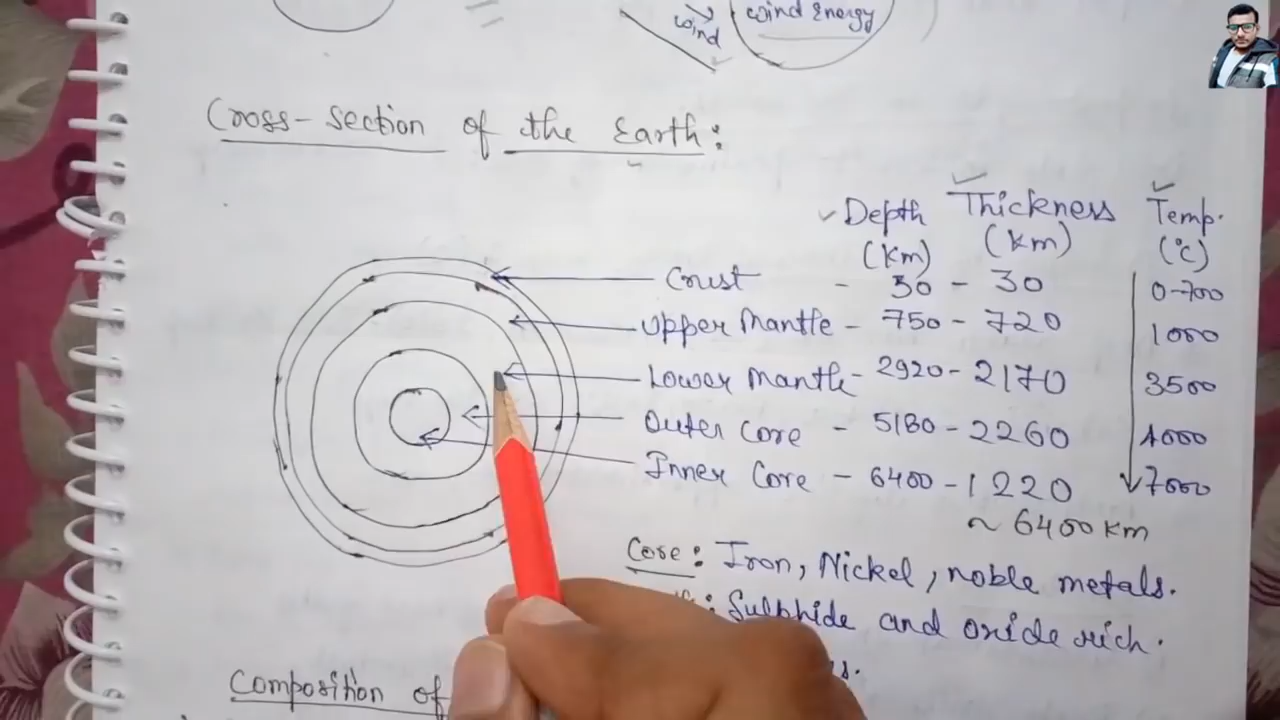 wind
wind Energy
Cross-section of the Earth:
Depth Thickness Temp.
(Km) (Km) (°C)
Crust - 30 - 30 0-700
Upper Mantle - 750 - 720 1000
Lower Mantle - 2920 - 2170 3500
Outer Core - 5180 - 2260 4000
Inner Core - 6400 - 1220 7000
~ 6400 Km
Core: Iron, Nickel, noble metals.
: Sulphide and oxide rich.
Composition of